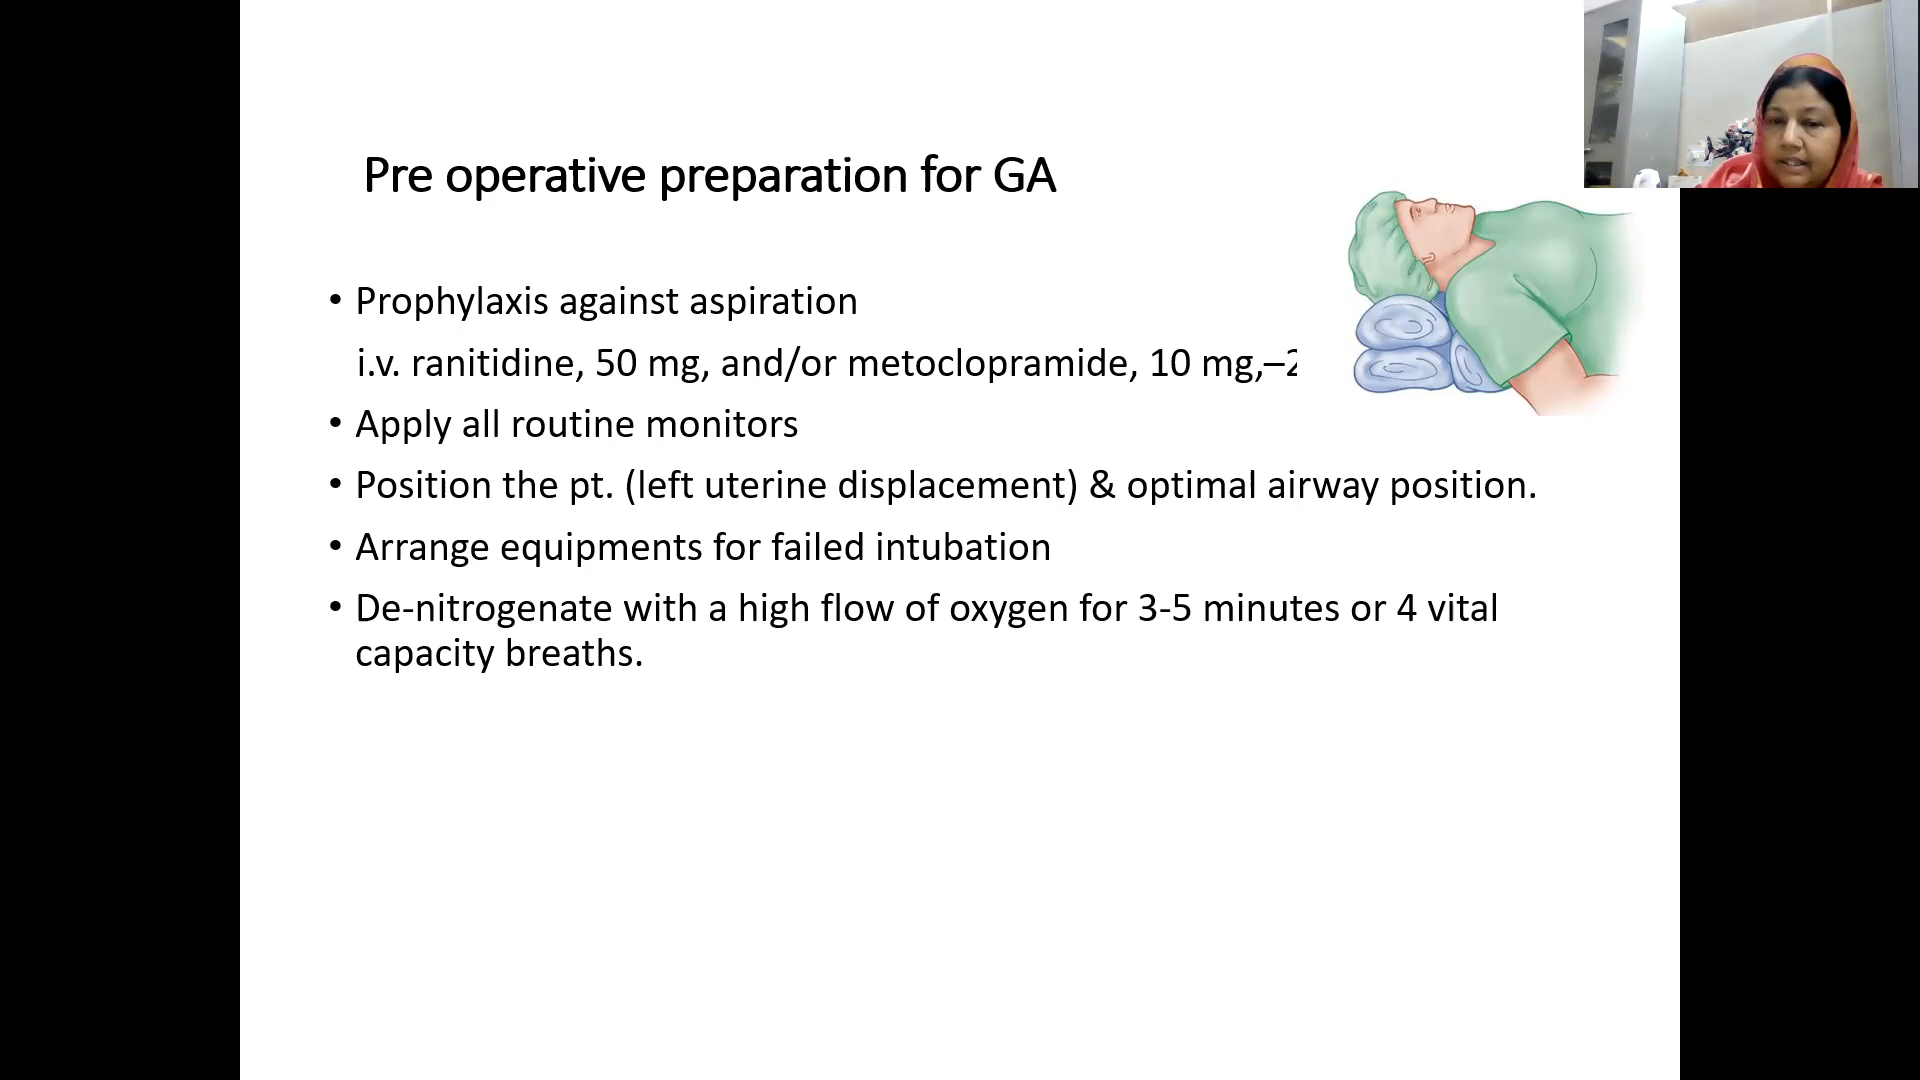 Pre operative preparation for GA
• Prophylaxis against aspiration
i.v. ranitidine, 50 mg, and/or metoclopramide, 10 mg,–2
• Apply all routine monitors
• Position the pt. (left uterine displacement) & optimal airway position.
• Arrange equipments for failed intubation
• De-nitrogenate with a high flow of oxygen for 3-5 minutes or 4 vital
capacity breaths.